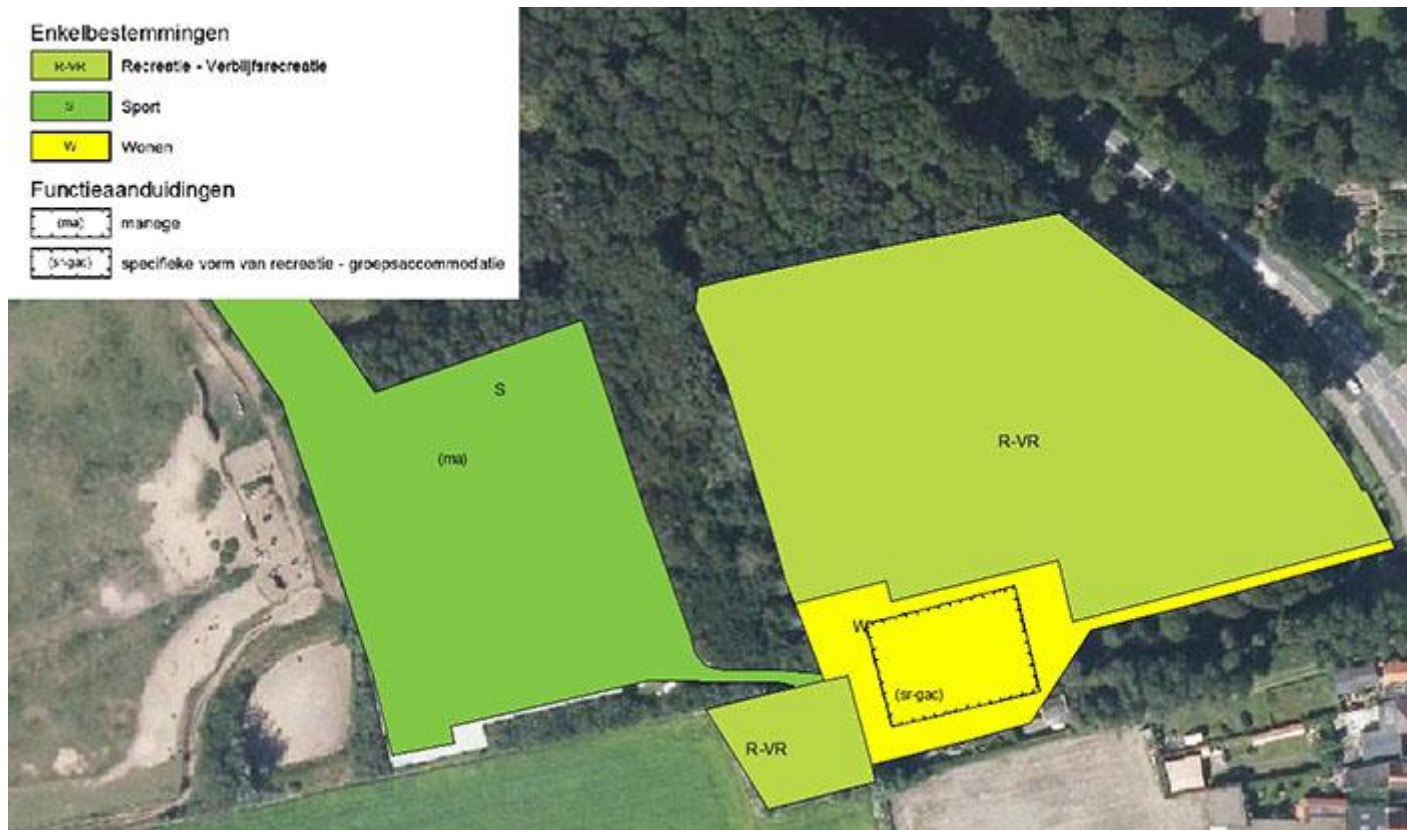 Enkelbestemmingen
R-VR Recreatie - Verblijfsrecreatie
S Sport
W Wonen
Functieaanduidingen
(ma) manege
(sr-gac) specifieke vorm van recreatie - groepsaccommodatie
S
(ma)
R-VR
W
(sr-gac)
R-VR